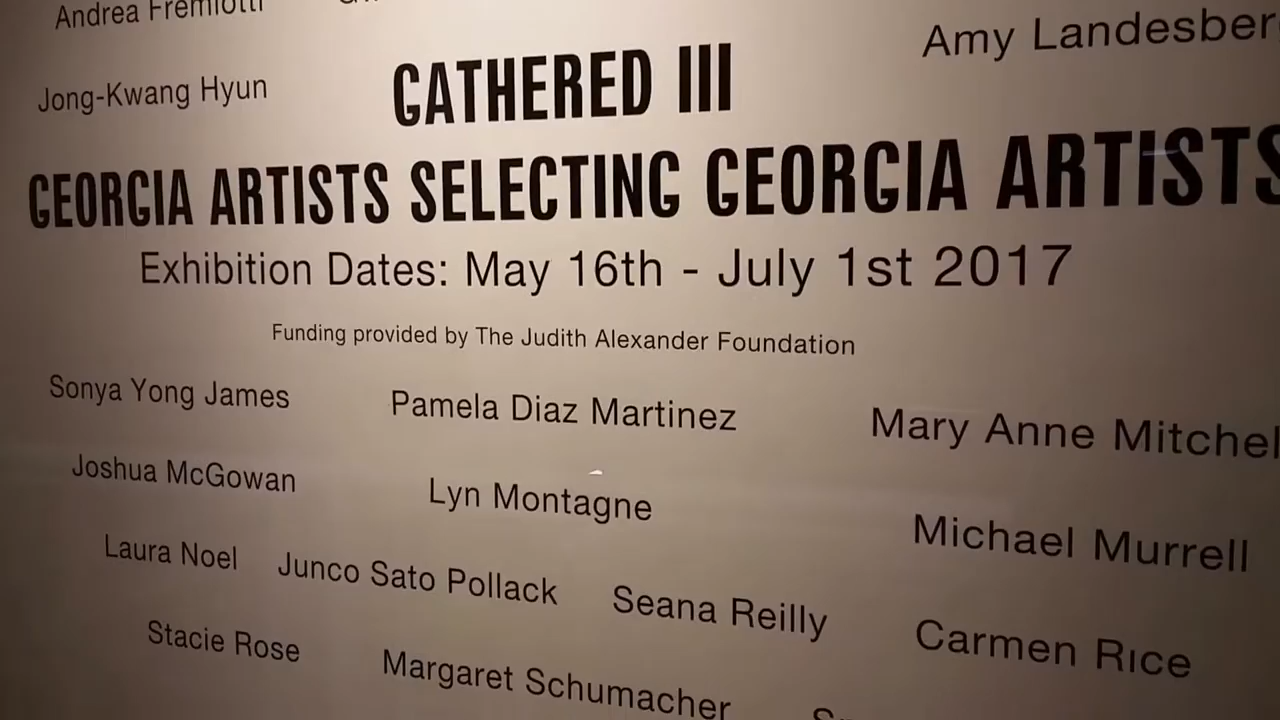 Andrea Fremiotti
Jong-Kwang Hyun
Amy Landesber
GATHERED III
GEORGIA ARTISTS SELECTING GEORGIA ARTISTS
Exhibition Dates: May 16th - July 1st 2017
Funding provided by The Judith Alexander Foundation
Sonya Yong James Pamela Diaz Martinez Mary Anne Mitchel
Joshua McGowan Lyn Montagne Michael Murrell
Laura Noel Junco Sato Pollack Seana Reilly Carmen Rice
Stacie Rose Margaret Schumacher